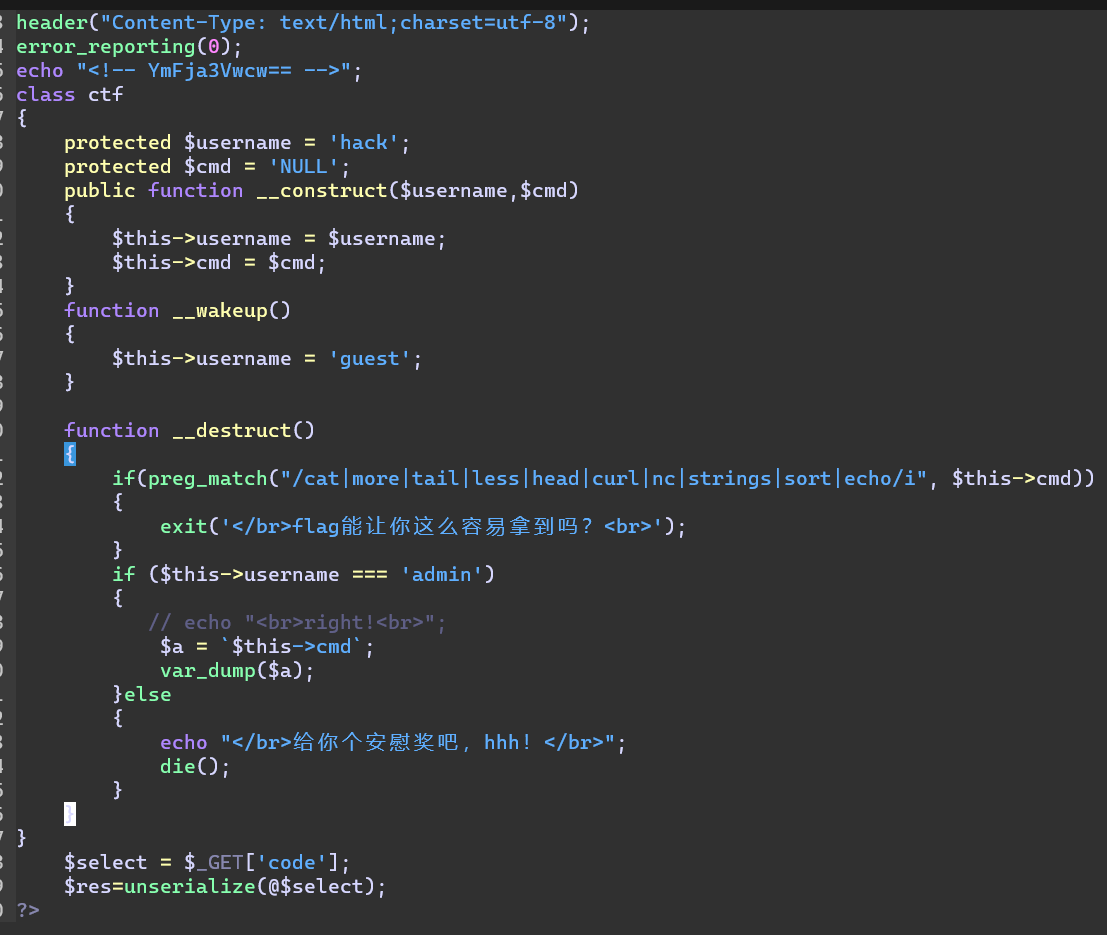 header("Content-Type: text/html;charset=utf-8");
error_reporting(0);
echo "<!-- YmFja3Vwcw== -->";
class ctf
{
    protected $username = 'hack';
    protected $cmd = 'NULL';
    public function __construct($username,$cmd)
    {
        $this->username = $username;
        $this->cmd = $cmd;
    }
    function __wakeup()
    {
        $this->username = 'guest';
    }

    function __destruct()
    {
        if(preg_match("/cat|more|tail|less|head|curl|nc|strings|sort|echo/i", $this->cmd))
        {
            exit('</br>flag能让你这么容易拿到吗？<br>');
        }
        if ($this->username === 'admin')
        {
           // echo "<br>right!<br>";
            $a = `$this->cmd`;
            var_dump($a);
        }else
        {
            echo "</br>给你个安慰奖吧，hhh！</br>";
            die();
        }
    }
}
    $select = $_GET['code'];
    $res=unserialize(@$select);
?>